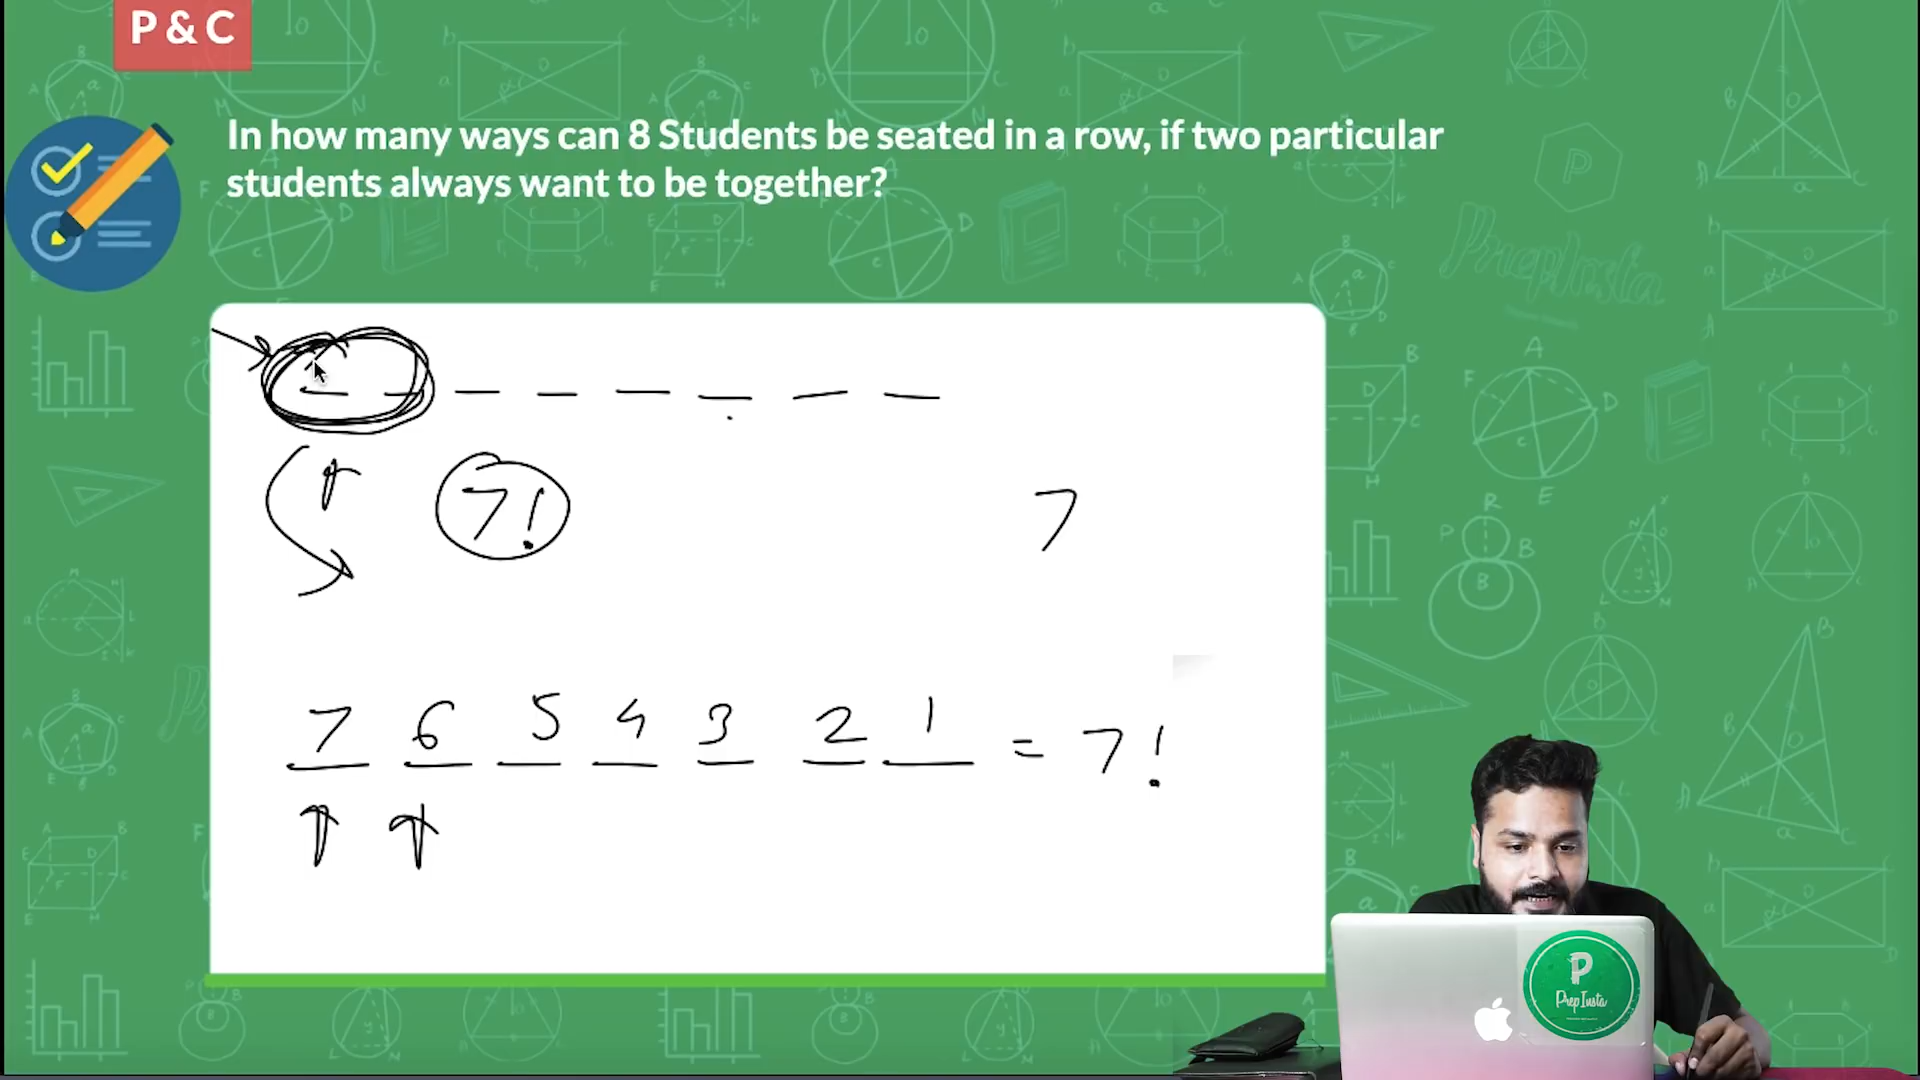 P & C
In how many ways can 8 Students be seated in a row, if two particular
students always want to be together?
7!
7
7 6 5 4 3 2 1 = 7!
P
PrepInsta
PrepInsta